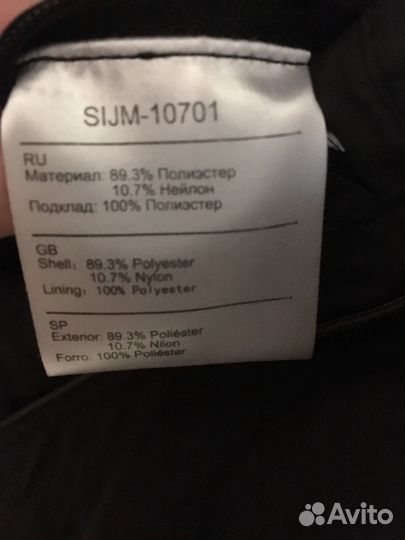 SIJM-10701
RU
Материал: 89.3% Полиэстер
10.7% Нейлон
Подклад: 100% Полиэстер
GB
Shell: 89.3% Polyester
10.7% Nylon
Lining: 100% Polyester
SP
Exterior: 89.3% Poliéster
10.7% Nilon
Forro: 100% Poliéster
Avito